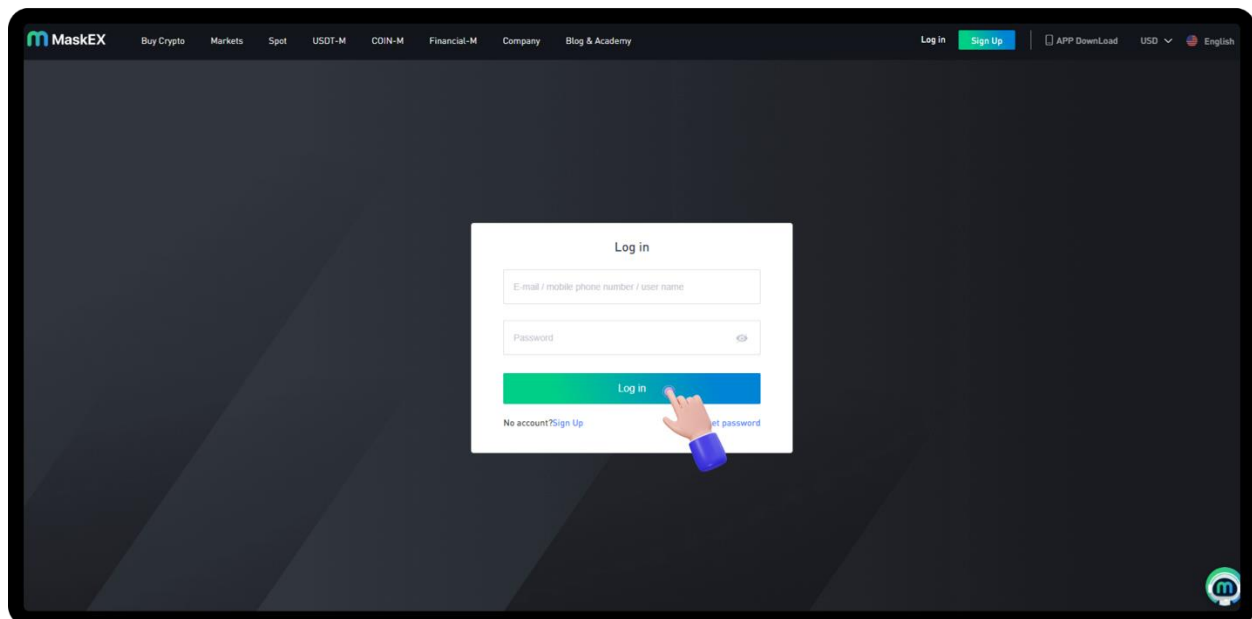 MaskEX Buy Crypto Markets Spot USDT-M COIN-M Financial-M Company Blog & Academy Log in Sign Up APP DownLoad USD English
Log in
E-mail / mobile phone number / user name
Password
Log in
No account?Sign Up et password